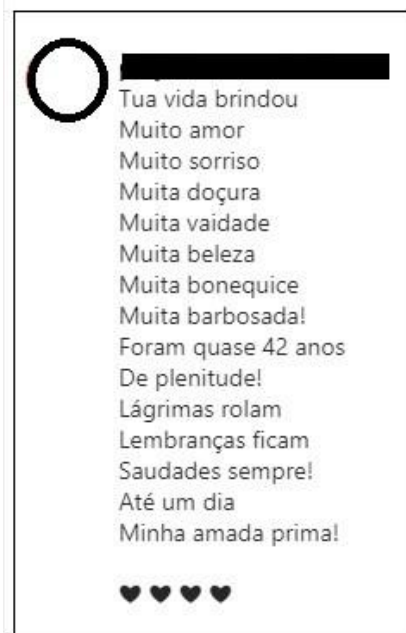 Tua vida brindou
Muito amor
Muito sorriso
Muita doçura
Muita vaidade
Muita beleza
Muita bonequice
Muita barbosada!
Foram quase 42 anos
De plenitude!
Lágrimas rolam
Lembranças ficam
Saudades sempre!
Até um dia
Minha amada prima!
♥ ♥ ♥ ♥